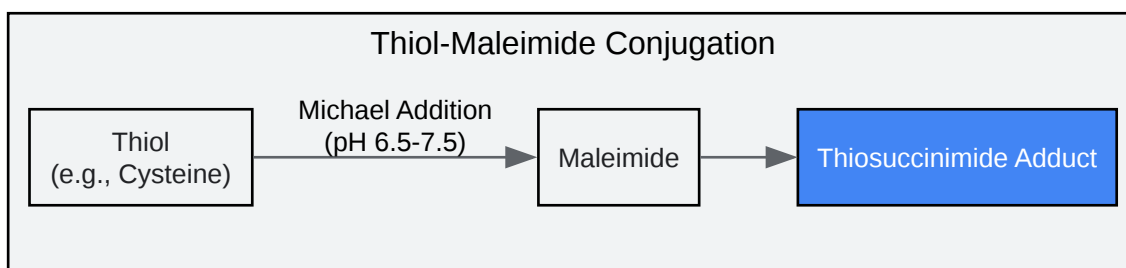 Thiol-Maleimide Conjugation
Michael Addition
(pH 6.5-7.5)
Thiol
(e.g., Cysteine)
Maleimide
Thiosuccinimide Adduct